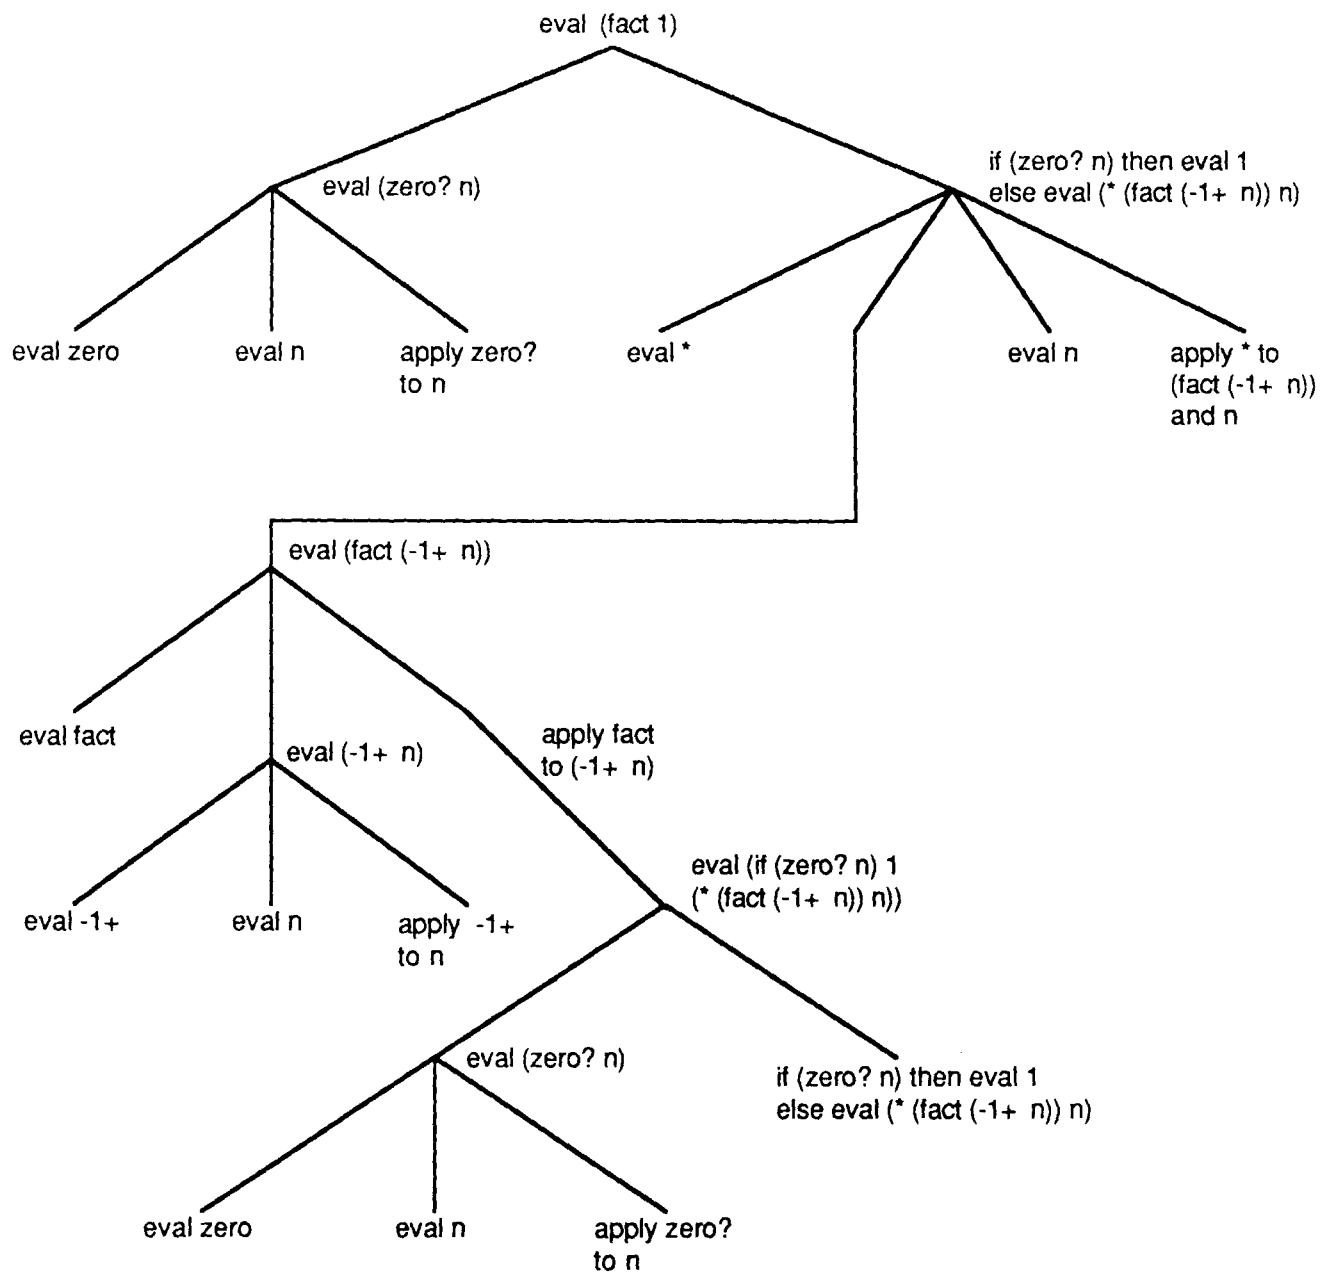 eval (fact 1)
if (zero? n) then eval 1
else eval (* (fact (-1+ n)) n)
eval (zero? n)
eval zero
eval n
apply zero?
to n
eval *
eval n
apply * to
(fact (-1+ n))
and n
eval (fact (-1+ n))
eval fact
apply fact
to (-1+ n)
eval (-1+ n)
eval (if (zero? n) 1
(* (fact (-1+ n)) n))
eval -1+
eval n
apply -1+
to n
eval (zero? n)
if (zero? n) then eval 1
else eval (* (fact (-1+ n)) n)
eval zero
eval n
apply zero?
to n